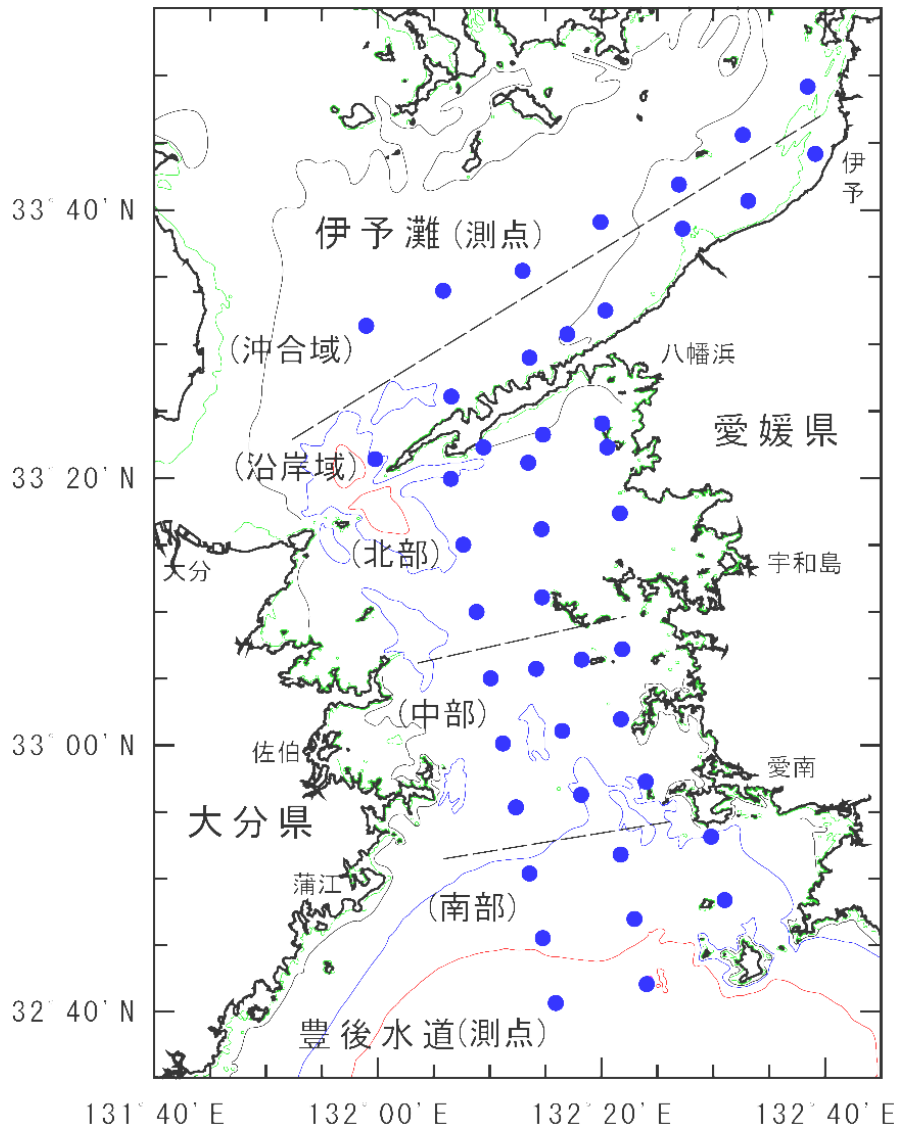 伊予
33° 40' N
伊予灘(測点)
(沖合域)
八幡浜
愛媛県
(沿岸域)
33° 20' N
(北部)
大分
宇和島
(中部)
33° 00' N
佐伯
愛南
大分県
蒲江
(南部)
32° 40' N
豊後水道(測点)
131° 40' E
132° 00' E
132° 20' E
132° 40' E